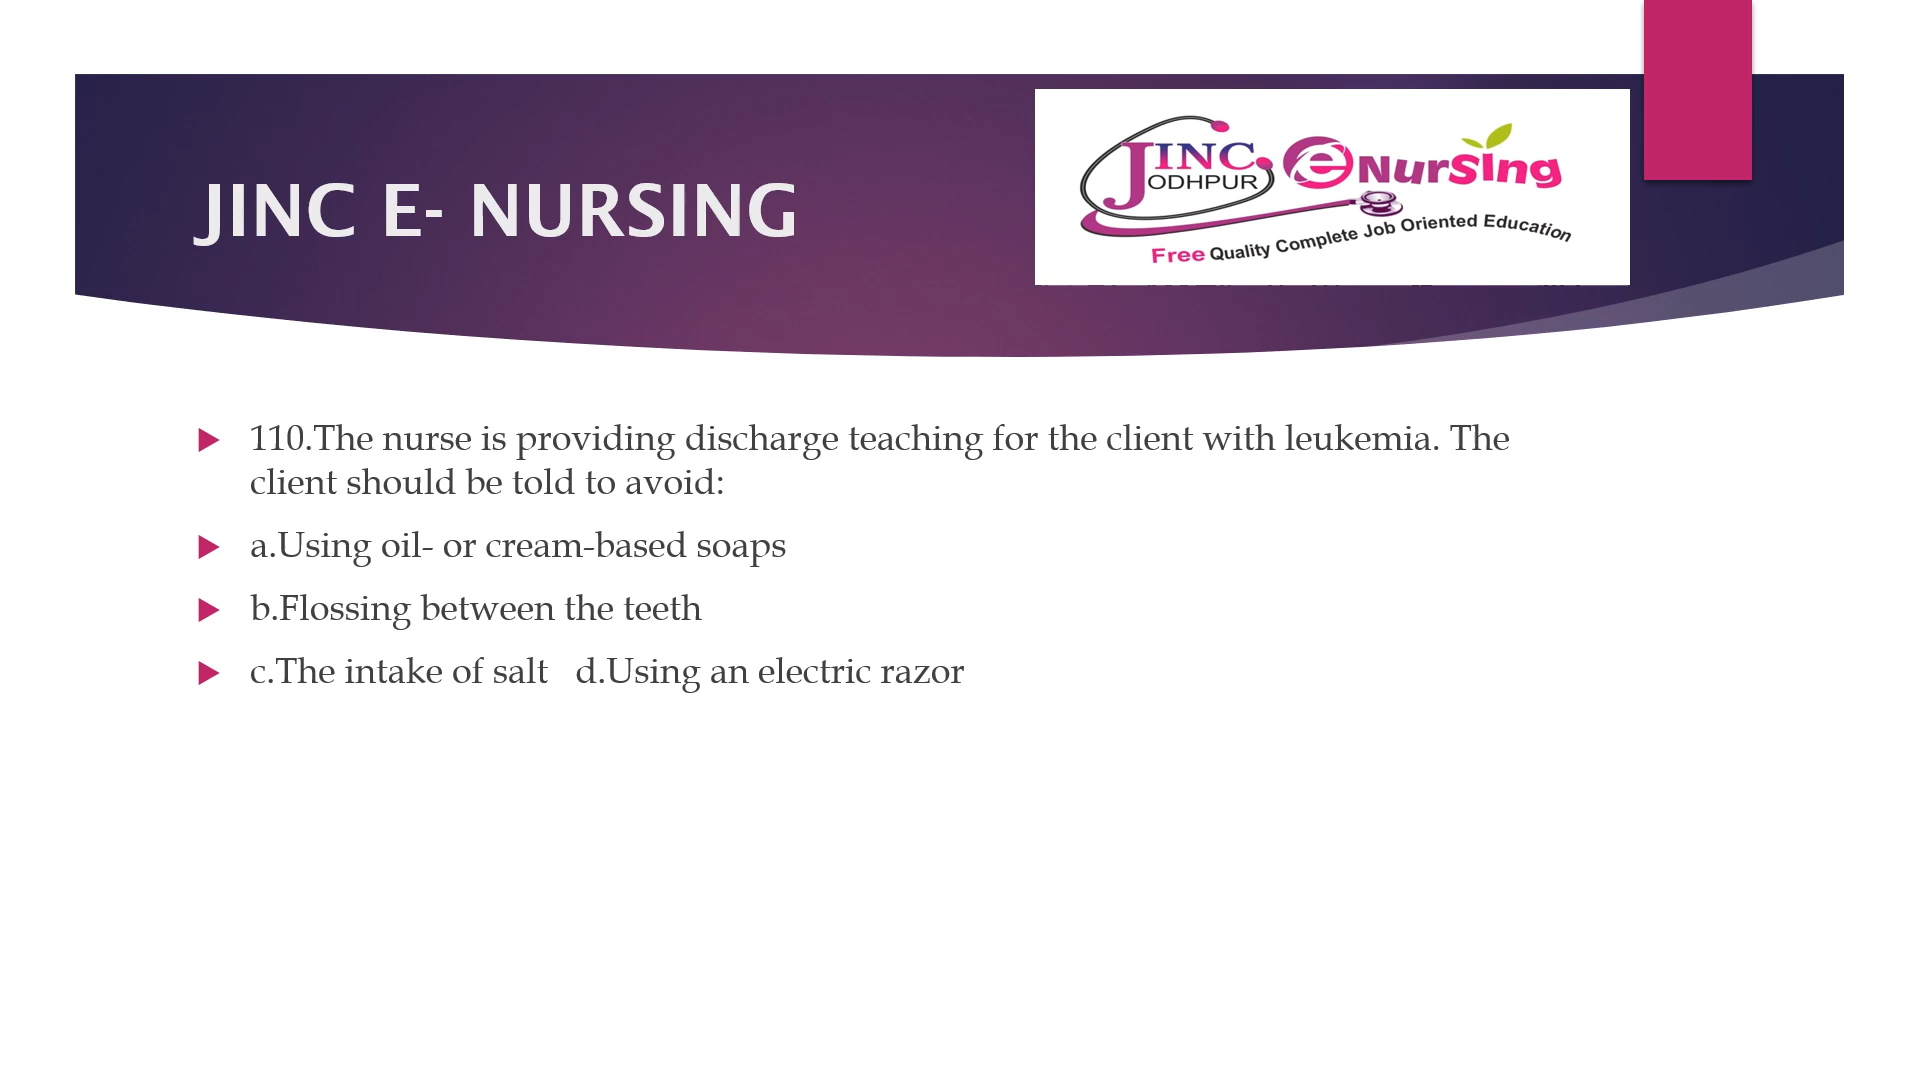 JINC E- NURSING
JINC
ODHPUR
eNursing
Free Quality Complete Job Oriented Education
110.The nurse is providing discharge teaching for the client with leukemia. The
client should be told to avoid:
a.Using oil- or cream-based soaps
b.Flossing between the teeth
c.The intake of salt   d.Using an electric razor